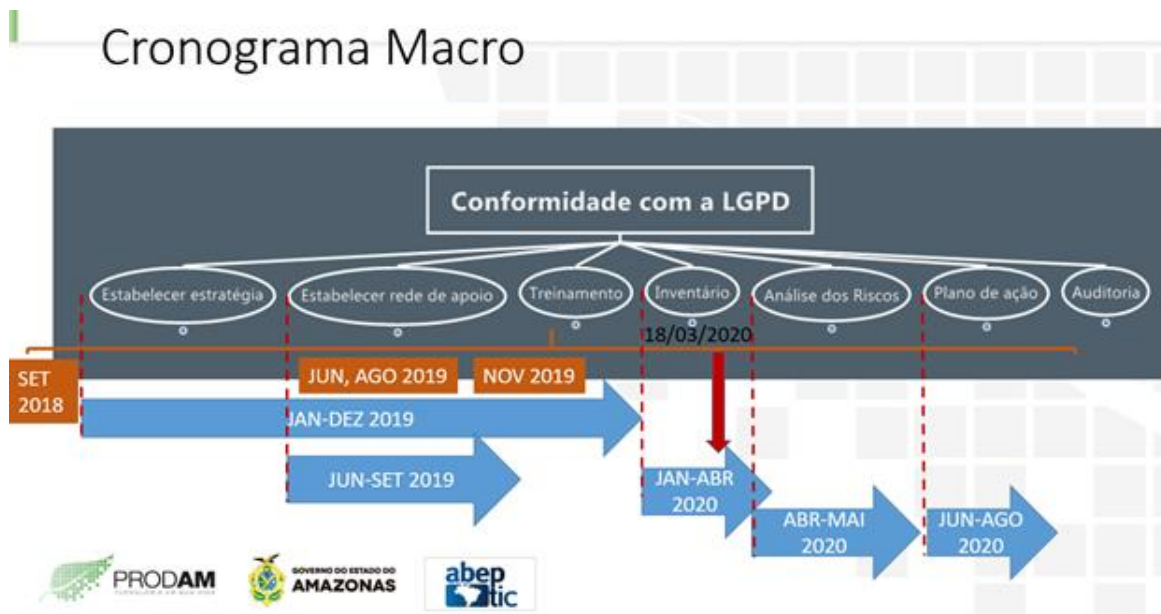 Cronograma Macro
Conformidade com a LGPD
Estabelecer estratégia
Estabelecer rede de apoio
Treinamento
Inventário
Análise dos Riscos
Plano de ação
Auditoria
18/03/2020
SET
2018
JUN, AGO 2019
NOV 2019
JAN-DEZ 2019
JUN-SET 2019
JAN-ABR
2020
ABR-MAI
2020
JUN-AGO
2020
PRODAM
GOVERNO DO ESTADO DO
AMAZONAS
abep
tic